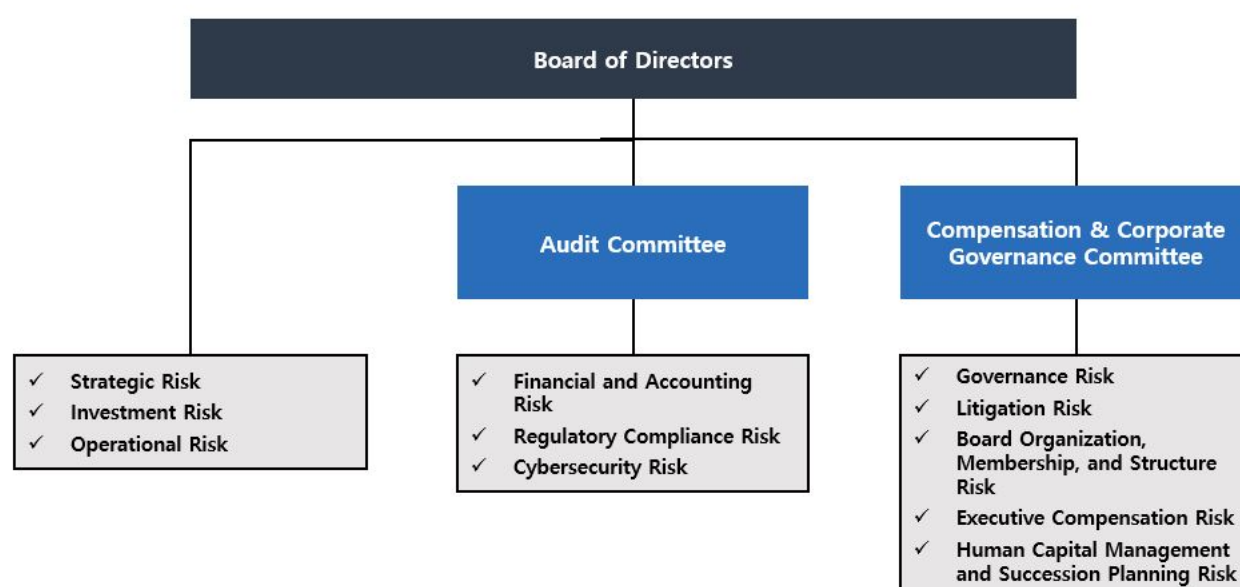 Board of Directors
Audit Committee
Compensation & Corporate
Governance Committee
✓ Strategic Risk
✓ Investment Risk
✓ Operational Risk
✓ Financial and Accounting
Risk
✓ Regulatory Compliance Risk
✓ Cybersecurity Risk
✓ Governance Risk
✓ Litigation Risk
✓ Board Organization,
Membership, and Structure
Risk
✓ Executive Compensation Risk
✓ Human Capital Management
and Succession Planning Risk